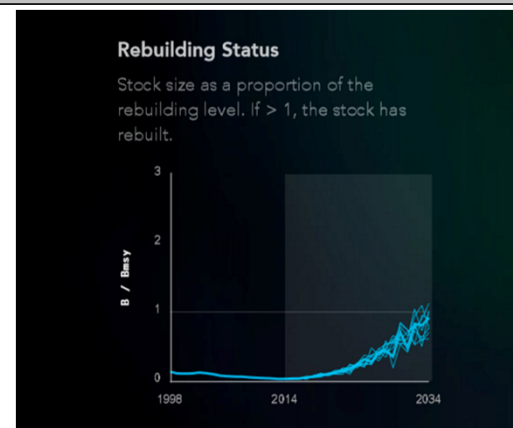 Rebuilding Status
Stock size as a proportion of the
rebuilding level. If > 1, the stock has
rebuilt.
3
2
B / Bmsy
1
0
1998
2014
2034